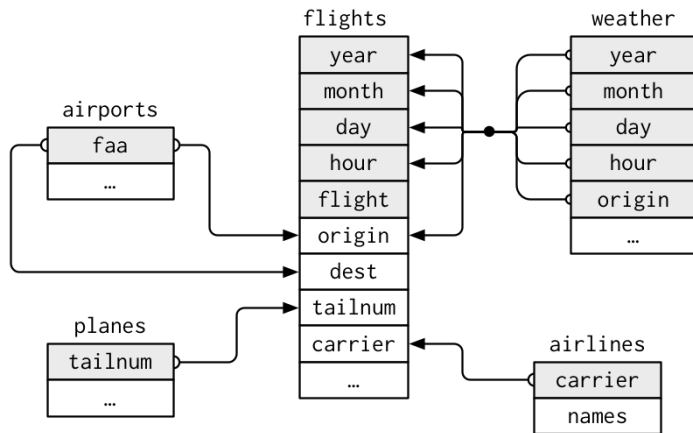 flights
year
month
day
hour
flight
origin
dest
tailnum
carrier
…
weather
year
month
day
hour
origin
…
airports
faa
…
planes
tailnum
…
airlines
carrier
names